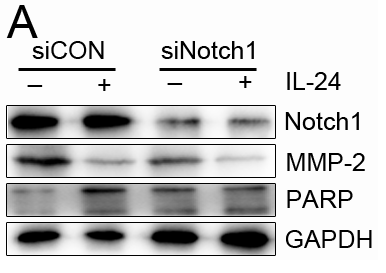 A
siCON siNotch1
– + – + IL-24
Notch1
MMP-2
PARP
GAPDH